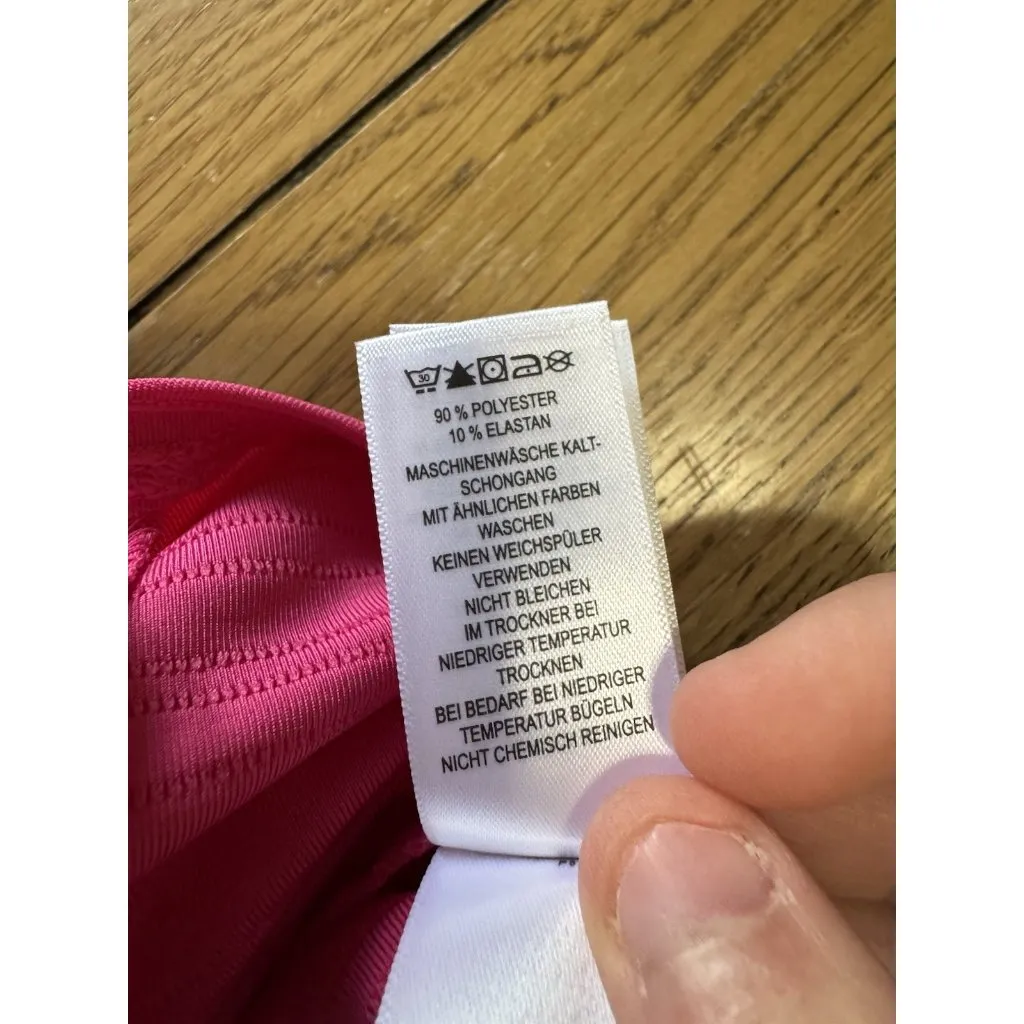 30
90 % POLYESTER
10 % ELASTAN
MASCHINENWÄSCHE KALT-
SCHONGANG
MIT ÄHNLICHEN FARBEN
WASCHEN
KEINEN WEICHSPÜLER
VERWENDEN
NICHT BLEICHEN
IM TROCKNER BEI
NIEDRIGER TEMPERATUR
TROCKNEN
BEI BEDARF BEI NIEDRIGER
TEMPERATUR BÜGELN
NICHT CHEMISCH REINIGEN